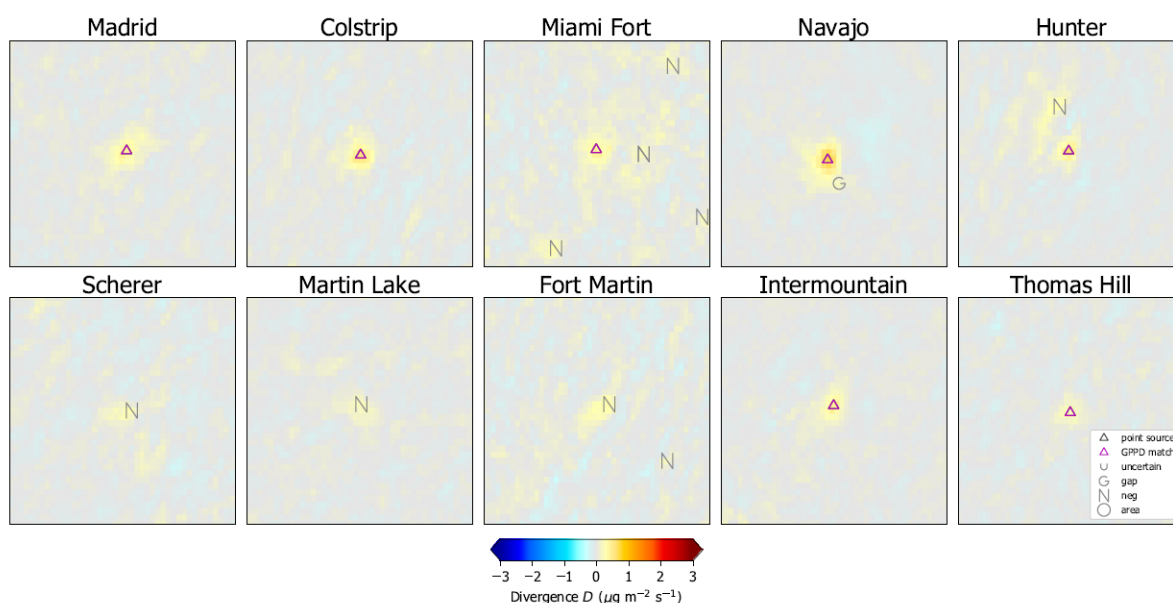 Madrid Colstrip Miami Fort Navajo Hunter
N
N
N
N
G
N
Scherer Martin Lake Fort Martin Intermountain Thomas Hill
N
N
N
N
point source
GPPD match
∪ uncertain
G gap
N neg
area
−3 −2 −1 0 1 2 3
Divergence D (μg m⁻² s⁻¹)